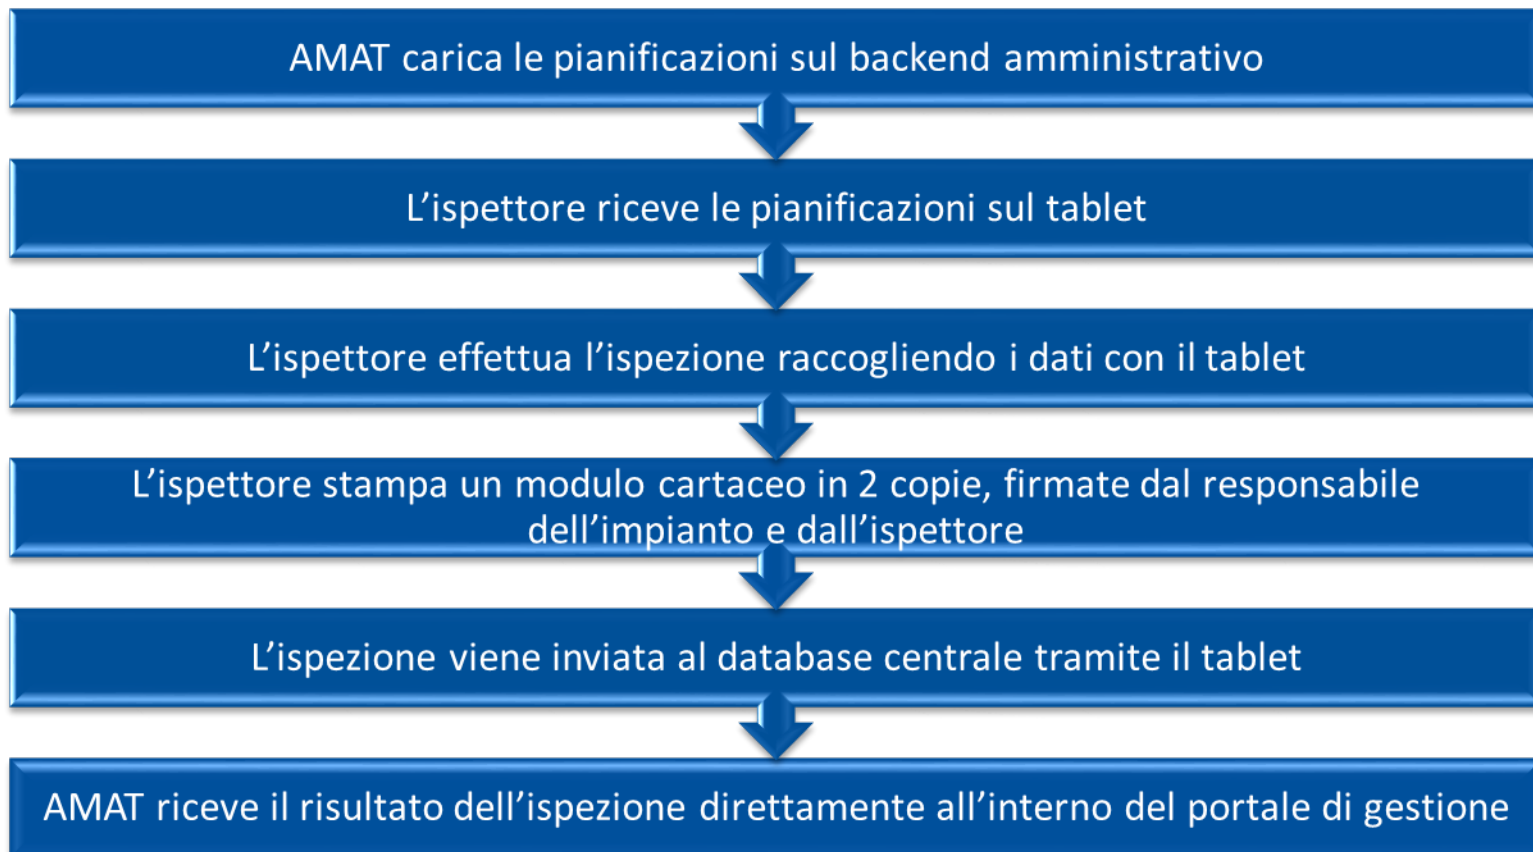 AMAT carica le pianificazioni sul backend amministrativo
L’ispettore riceve le pianificazioni sul tablet
L’ispettore effettua l’ispezione raccogliendo i dati con il tablet
L’ispettore stampa un modulo cartaceo in 2 copie, firmate dal responsabile
dell’impianto e dall’ispettore
L’ispezione viene inviata al database centrale tramite il tablet
AMAT riceve il risultato dell’ispezione direttamente all’interno del portale di gestione